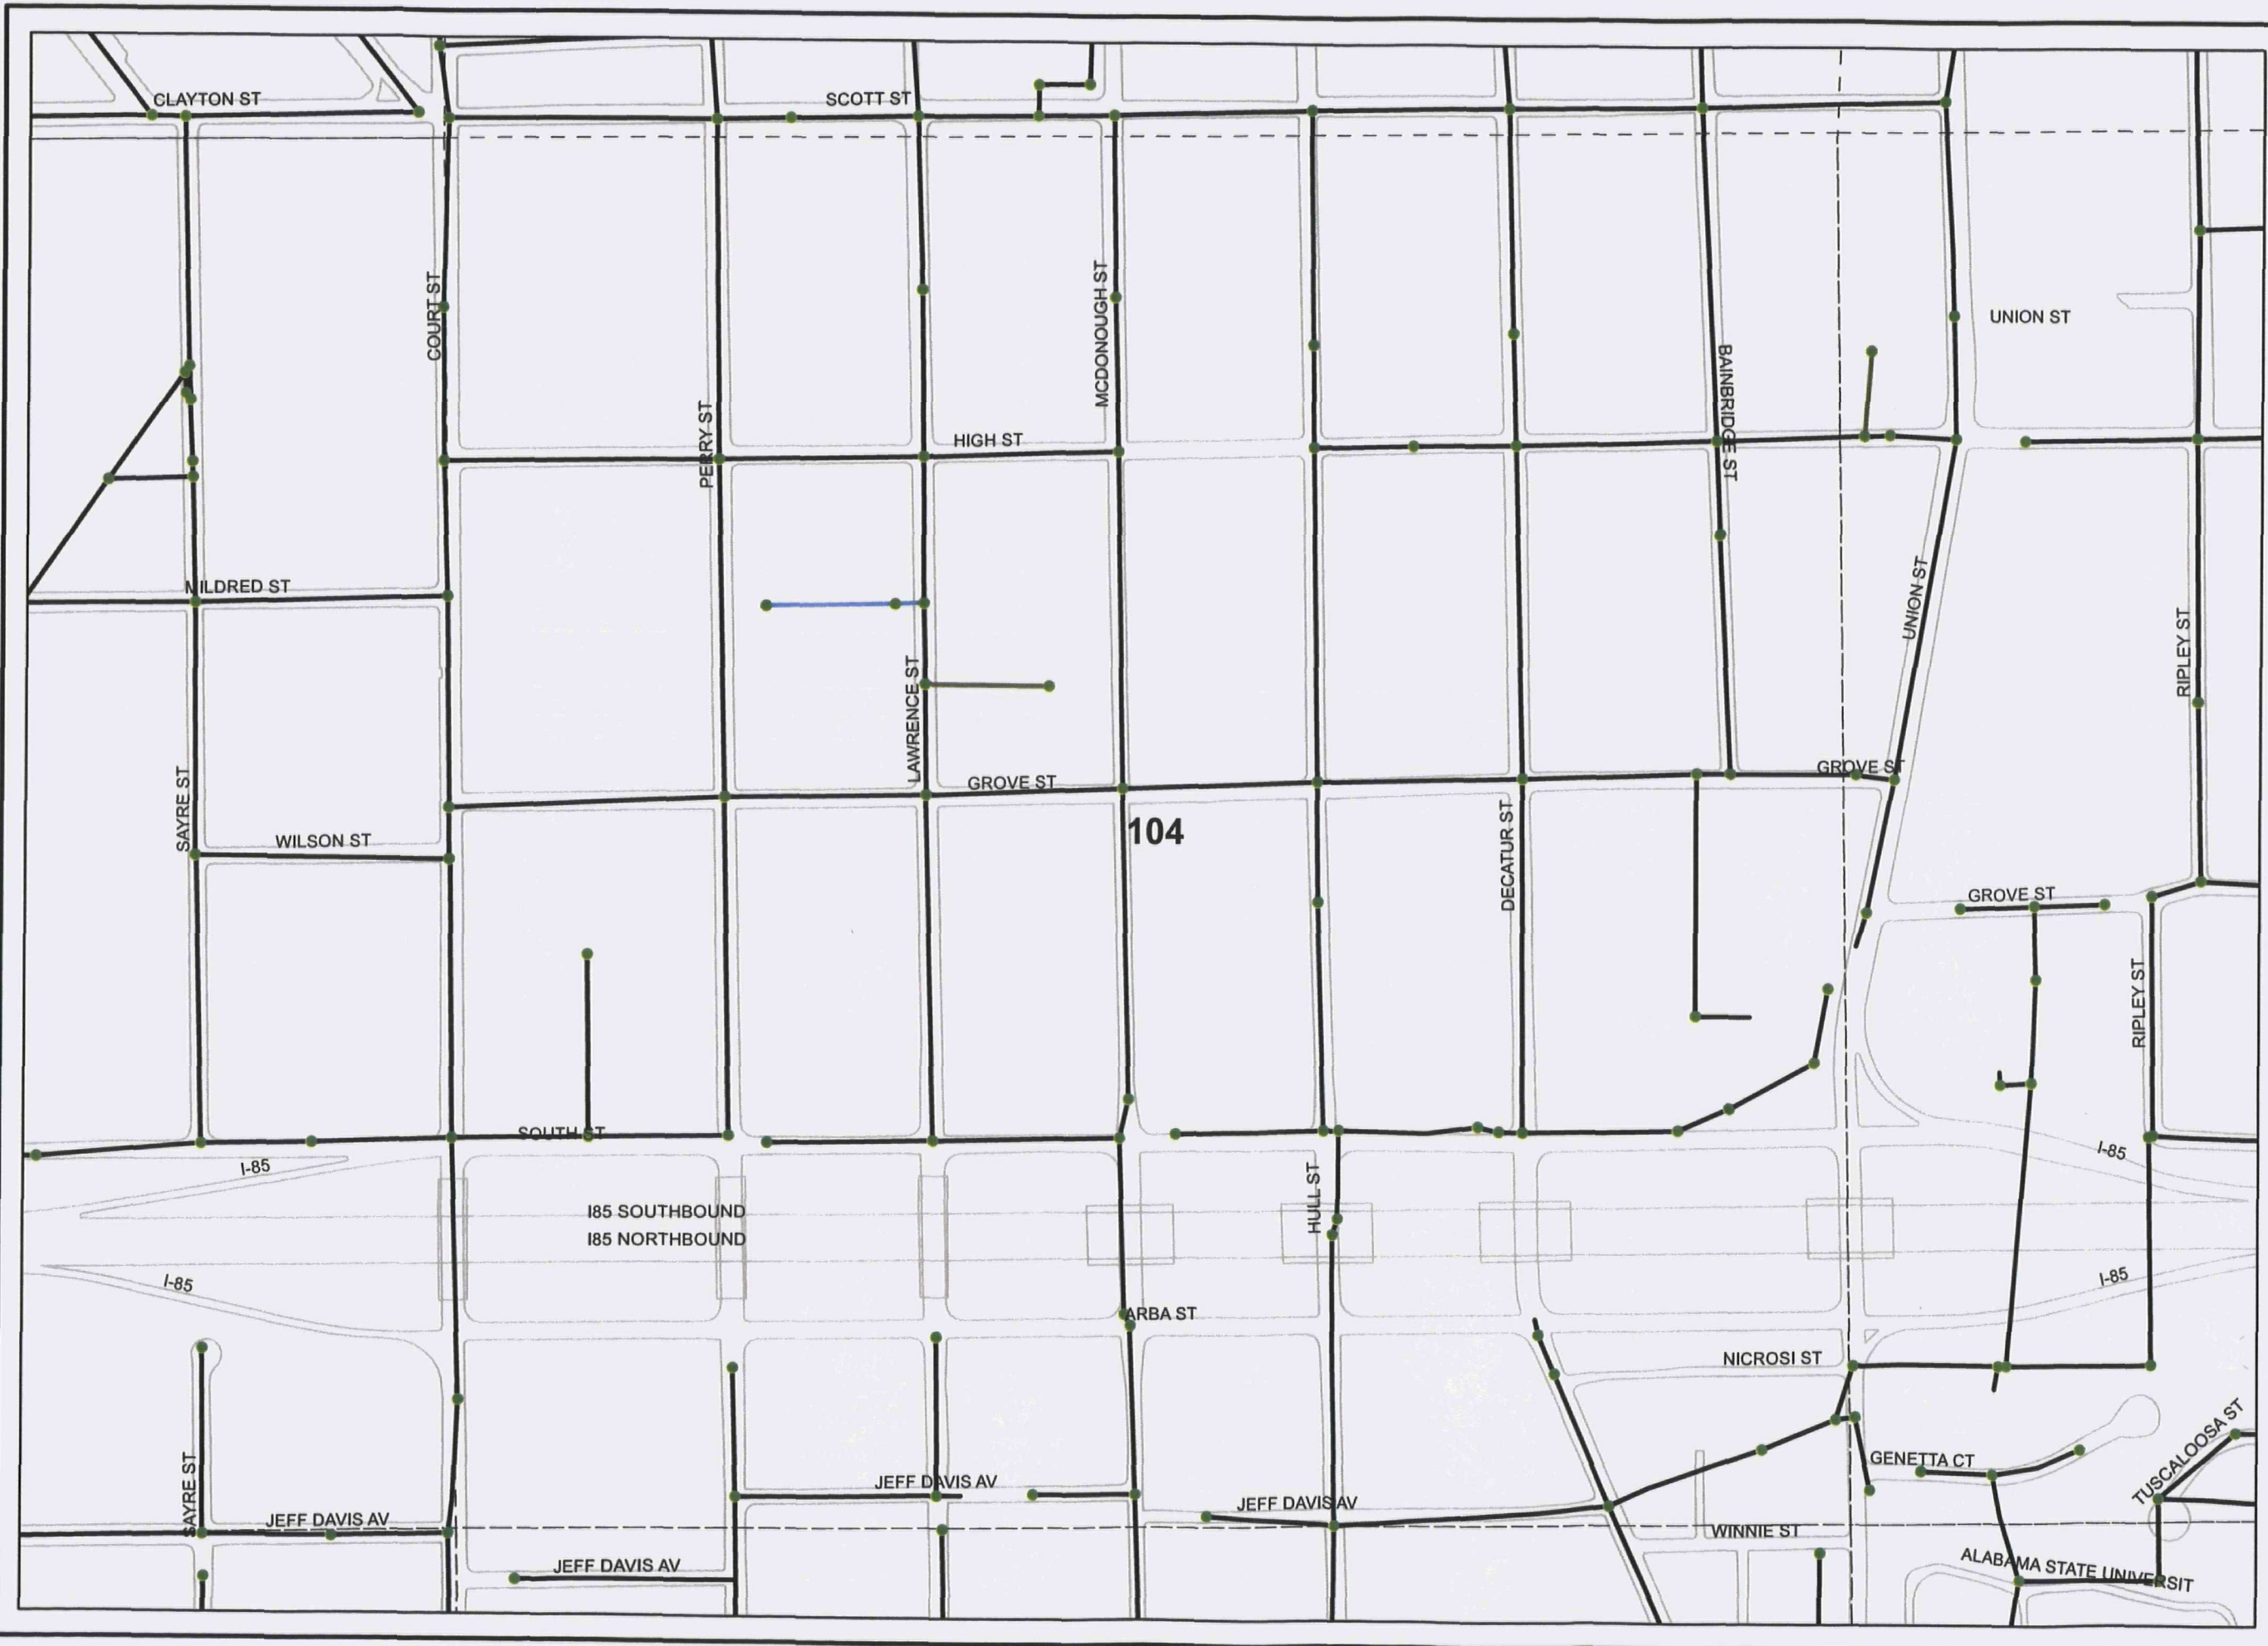 CLAYTON ST
SCOTT ST
COURT ST
MCDONOUGH ST
UNION ST
PERRY ST
HIGH ST
BAINBRIDGE ST
MILDRED ST
UNION ST
RIPLEY ST
LAWRENCE ST
SAYRE ST
GROVE ST
GROVE ST
WILSON ST
104
DECATUR ST
GROVE ST
RIPLEY ST
SOUTH ST
I-85
I-85
I85 SOUTHBOUND
HULL ST
I85 NORTHBOUND
I-85
I-85
ARBA ST
NICROSI ST
SAYRE ST
JEFF DAVIS AV
GENETTA CT
TUSCALOOSA ST
JEFF DAVIS AV
JEFF DAVIS AV
WINNIE ST
JEFF DAVIS AV
ALABAMA STATE UNIVERSIT